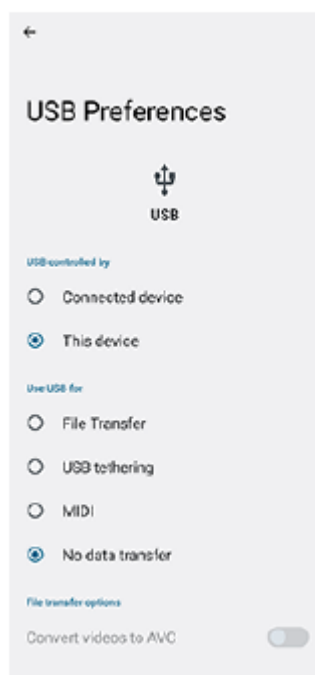 USB Preferences
USB
USB controlled by
Connected device
This device
Use USB for
File Transfer
USB tethering
MIDI
No data transfer
File transfer options
Convert videos to AVC